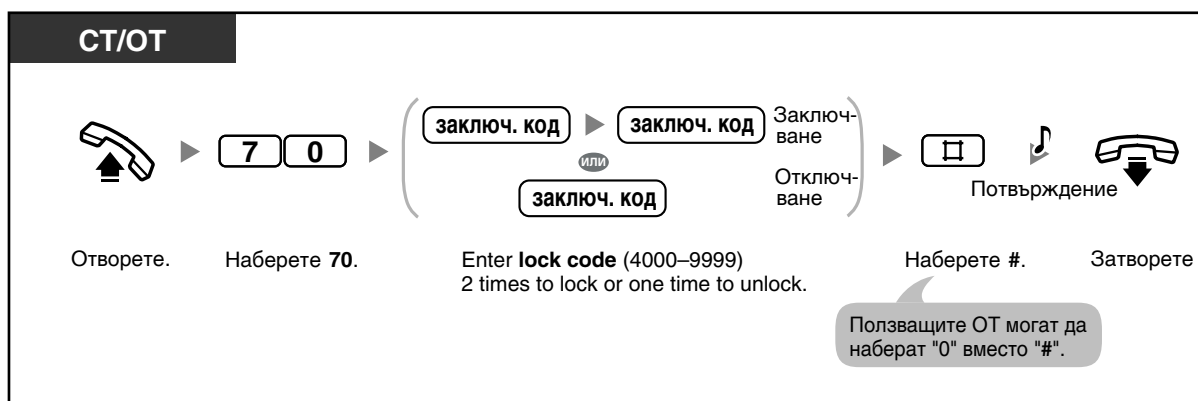 СТ/ОТ
7 0
заключ. код заключ. код Заключ-
ване
или
заключ. код Отключ-
ване
Потвърждение
Отворете. Наберете 70. Enter lock code (4000–9999) Наберете #. Затворете
2 times to lock or one time to unlock.
Ползващите ОТ могат да
наберат "0" вместо "#".